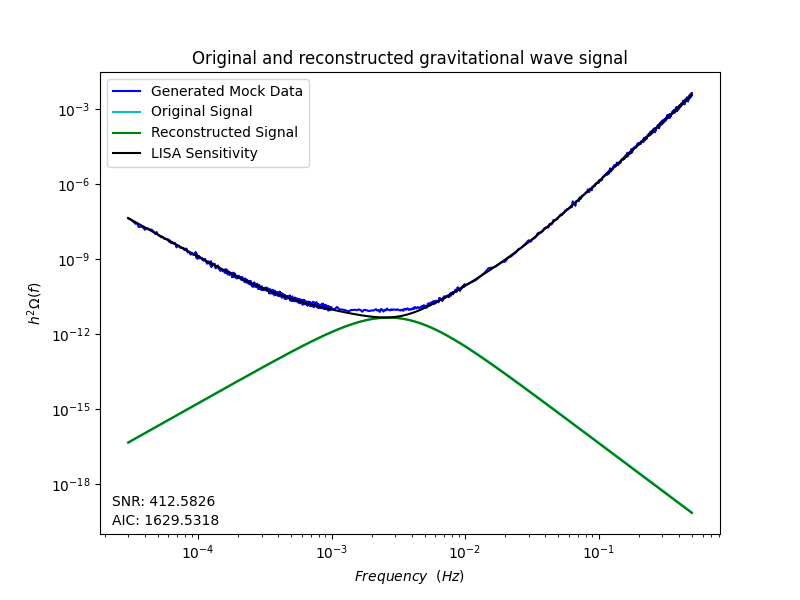 Original and reconstructed gravitational wave signal
Generated Mock Data
Original Signal
Reconstructed Signal
LISA Sensitivity
10⁻³
10⁻⁶
10⁻⁹
10⁻¹²
10⁻¹⁵
10⁻¹⁸
h²Ω(f)
SNR: 412.5826
AIC: 1629.5318
10⁻⁴ 10⁻³ 10⁻² 10⁻¹
Frequency (Hz)